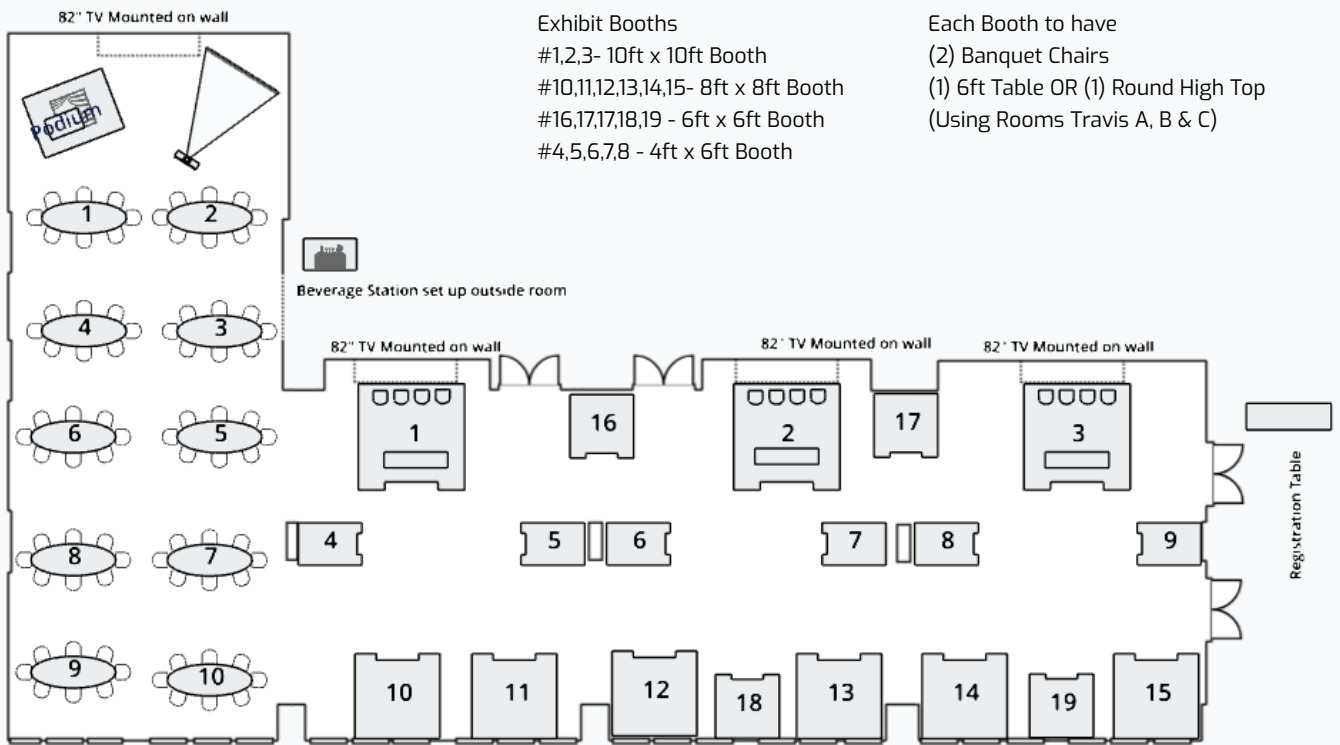 82" TV Mounted on wall
Exhibit Booths
#1,2,3- 10ft x 10ft Booth
#10,11,12,13,14,15- 8ft x 8ft Booth
#16,17,17,18,19 - 6ft x 6ft Booth
#4,5,6,7,8 - 4ft x 6ft Booth
Each Booth to have
(2) Banquet Chairs
(1) 6ft Table OR (1) Round High Top
(Using Rooms Travis A, B & C)
Podium
1
2
Beverage Station set up outside room
4
3
82" TV Mounted on wall
82" TV Mounted on wall
82" TV Mounted on wall
6
5
1
16
2
17
3
Registration Table
8
7
4
5
6
7
8
9
9
10
10
11
12
18
13
14
19
15